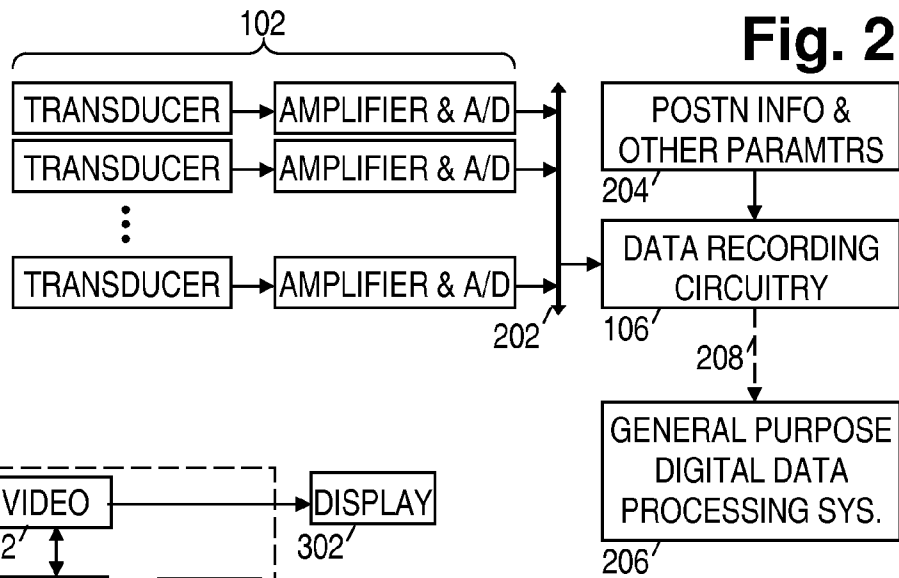 102
Fig. 2
TRANSDUCER
AMPLIFIER & A/D
TRANSDUCER
AMPLIFIER & A/D
TRANSDUCER
AMPLIFIER & A/D
202
POSTN INFO &
OTHER PARAMTRS
204
DATA RECORDING
CIRCUITRY
106
208
GENERAL PURPOSE
DIGITAL DATA
PROCESSING SYS.
206
VIDEO
2
DISPLAY
302